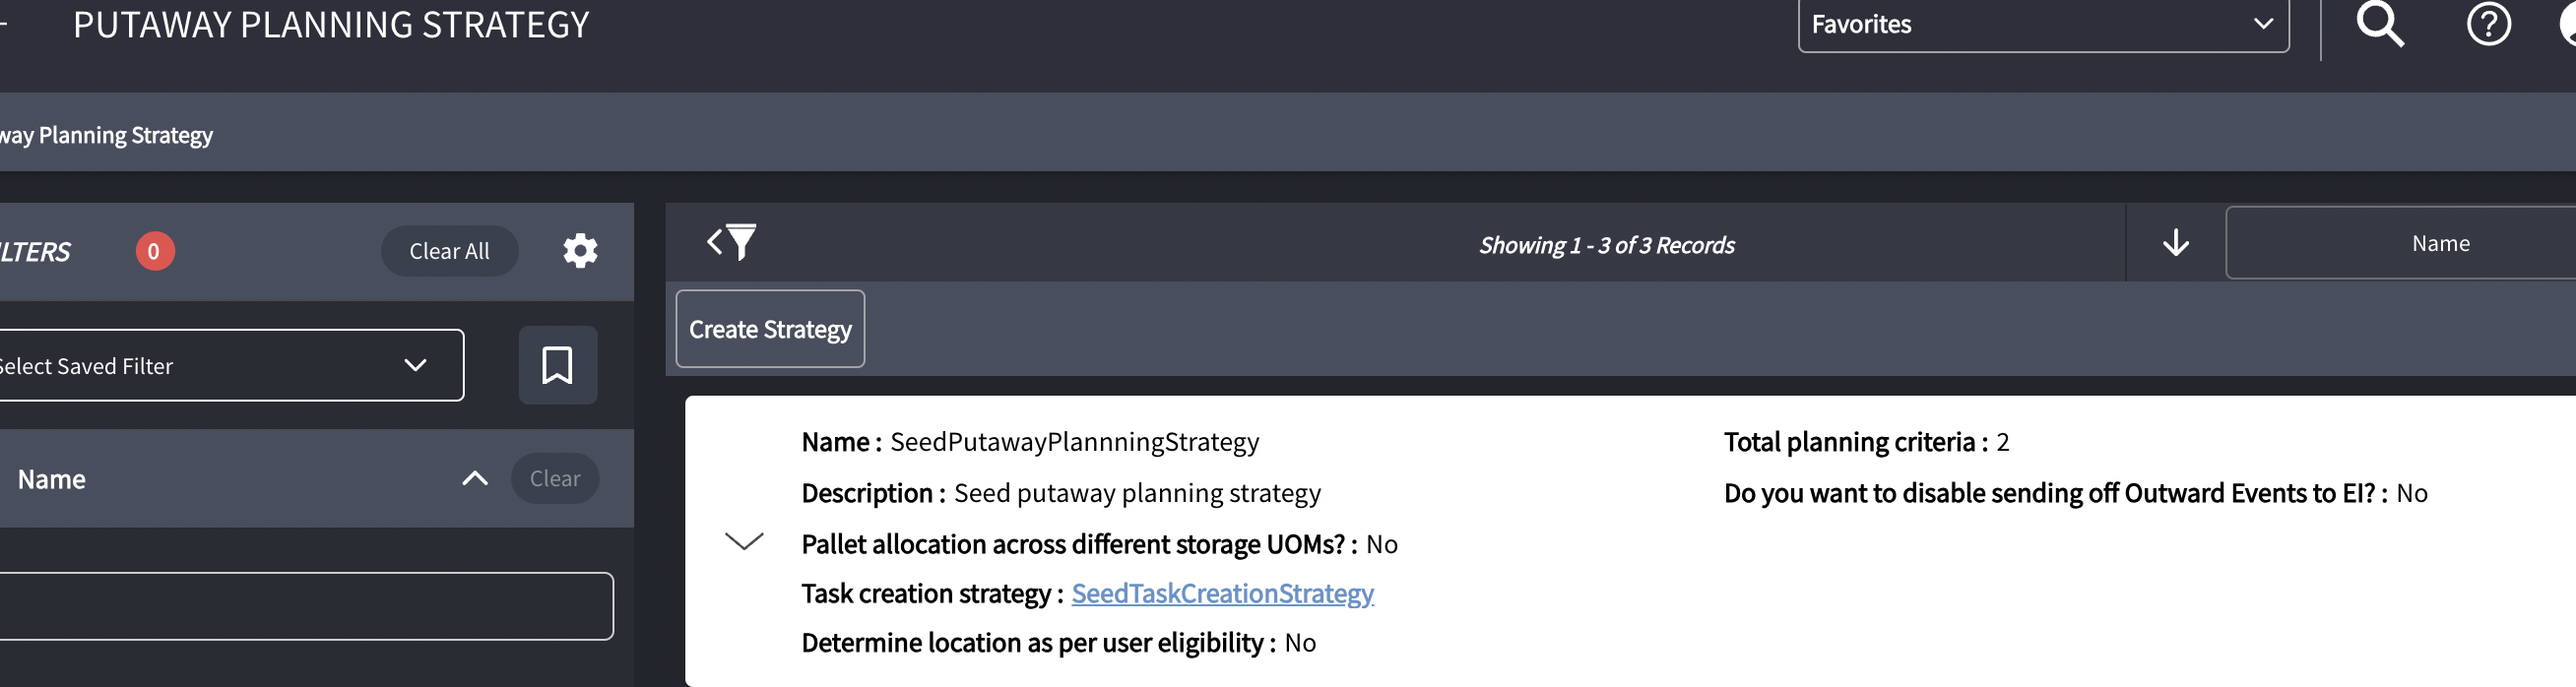 PUTAWAY PLANNING STRATEGY
Favorites
Planning Strategy
0
Clear All
Showing 1 - 3 of 3 Records
Name
Select Saved Filter
Create Strategy
Name
Clear
Name : SeedPutawayPlannningStrategy
Description : Seed putaway planning strategy
Pallet allocation across different storage UOMs? : No
Task creation strategy : SeedTaskCreationStrategy
Determine location as per user eligibility : No
Total planning criteria : 2
Do you want to disable sending off Outward Events to EI? : No